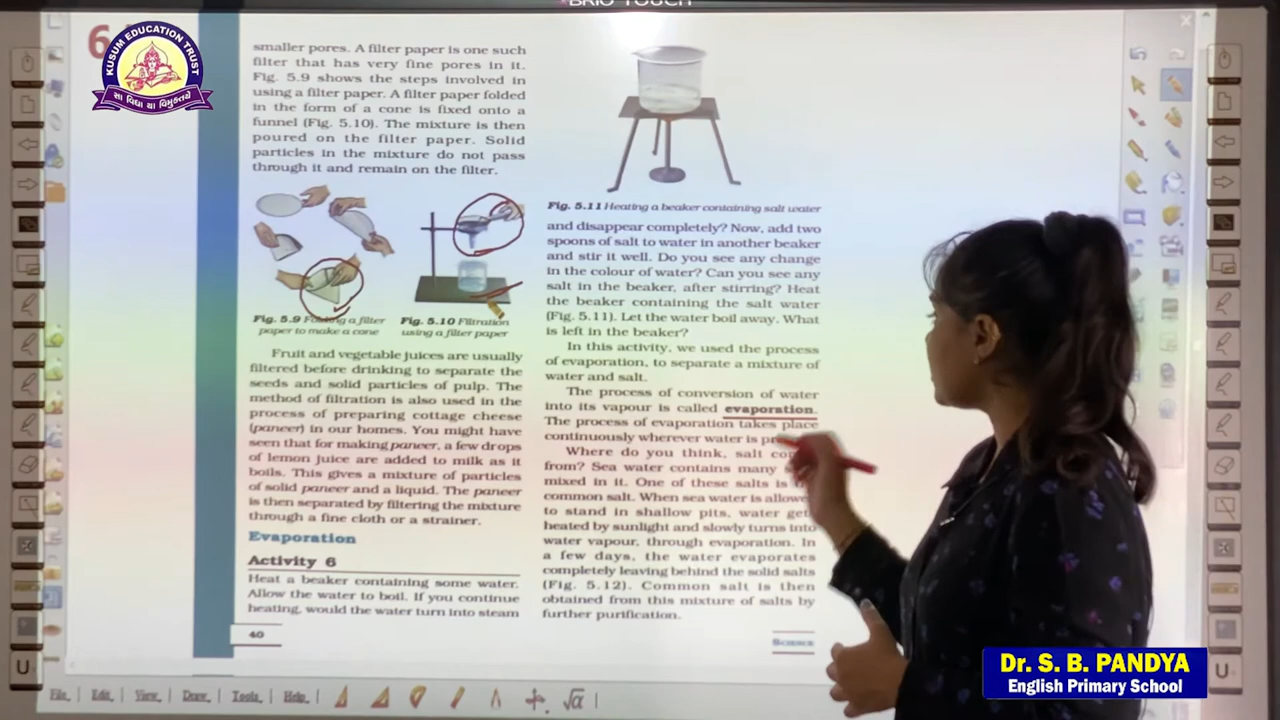 BRIO TOUCH
6
KUSUM EDUCATION TRUST
સા વિદ્યા યા વિમુક્તયે
smaller pores. A filter paper is one such
filter that has very fine pores in it.
Fig. 5.9 shows the steps involved in
using a filter paper. A filter paper folded
in the form of a cone is fixed onto a
funnel (Fig. 5.10). The mixture is then
poured on the filter paper. Solid
particles in the mixture do not pass
through it and remain on the filter.
Fig. 5.9 Folding a filter
paper to make a cone
Fig. 5.10 Filtration
using a filter paper
Fruit and vegetable juices are usually
filtered before drinking to separate the
seeds and solid particles of pulp. The
method of filtration is also used in the
process of preparing cottage cheese
(paneer) in our homes. You might have
seen that for making paneer, a few drops
of lemon juice are added to milk as it
boils. This gives a mixture of particles
of solid paneer and a liquid. The paneer
is then separated by filtering the mixture
through a fine cloth or a strainer.
Evaporation
Activity 6
Heat a beaker containing some water.
Allow the water to boil. If you continue
heating, would the water turn into steam
40
Fig. 5.11 Heating a beaker containing salt water
and disappear completely? Now, add two
spoons of salt to water in another beaker
and stir it well. Do you see any change
in the colour of water? Can you see any
salt in the beaker, after stirring? Heat
the beaker containing the salt water
(Fig. 5.11). Let the water boil away. What
is left in the beaker?
In this activity, we used the process
of evaporation, to separate a mixture of
water and salt.
The process of conversion of water
into its vapour is called evaporation.
The process of evaporation takes place
continuously wherever water is
Where do you think, salt
from? Sea water contains many
mixed in it. One of these salts is
common salt. When sea water is allowed
to stand in shallow pits, water gets
heated by sunlight and slowly turns into
water vapour, through evaporation. In
a few days, the water evaporates
completely leaving behind the solid salts
(Fig. 5.12). Common salt is then
obtained from this mixture of salts by
further purification.
SCIENCE
File Edit View Draw Tools Help
√α
U
U
Dr. S. B. PANDYA
English Primary School